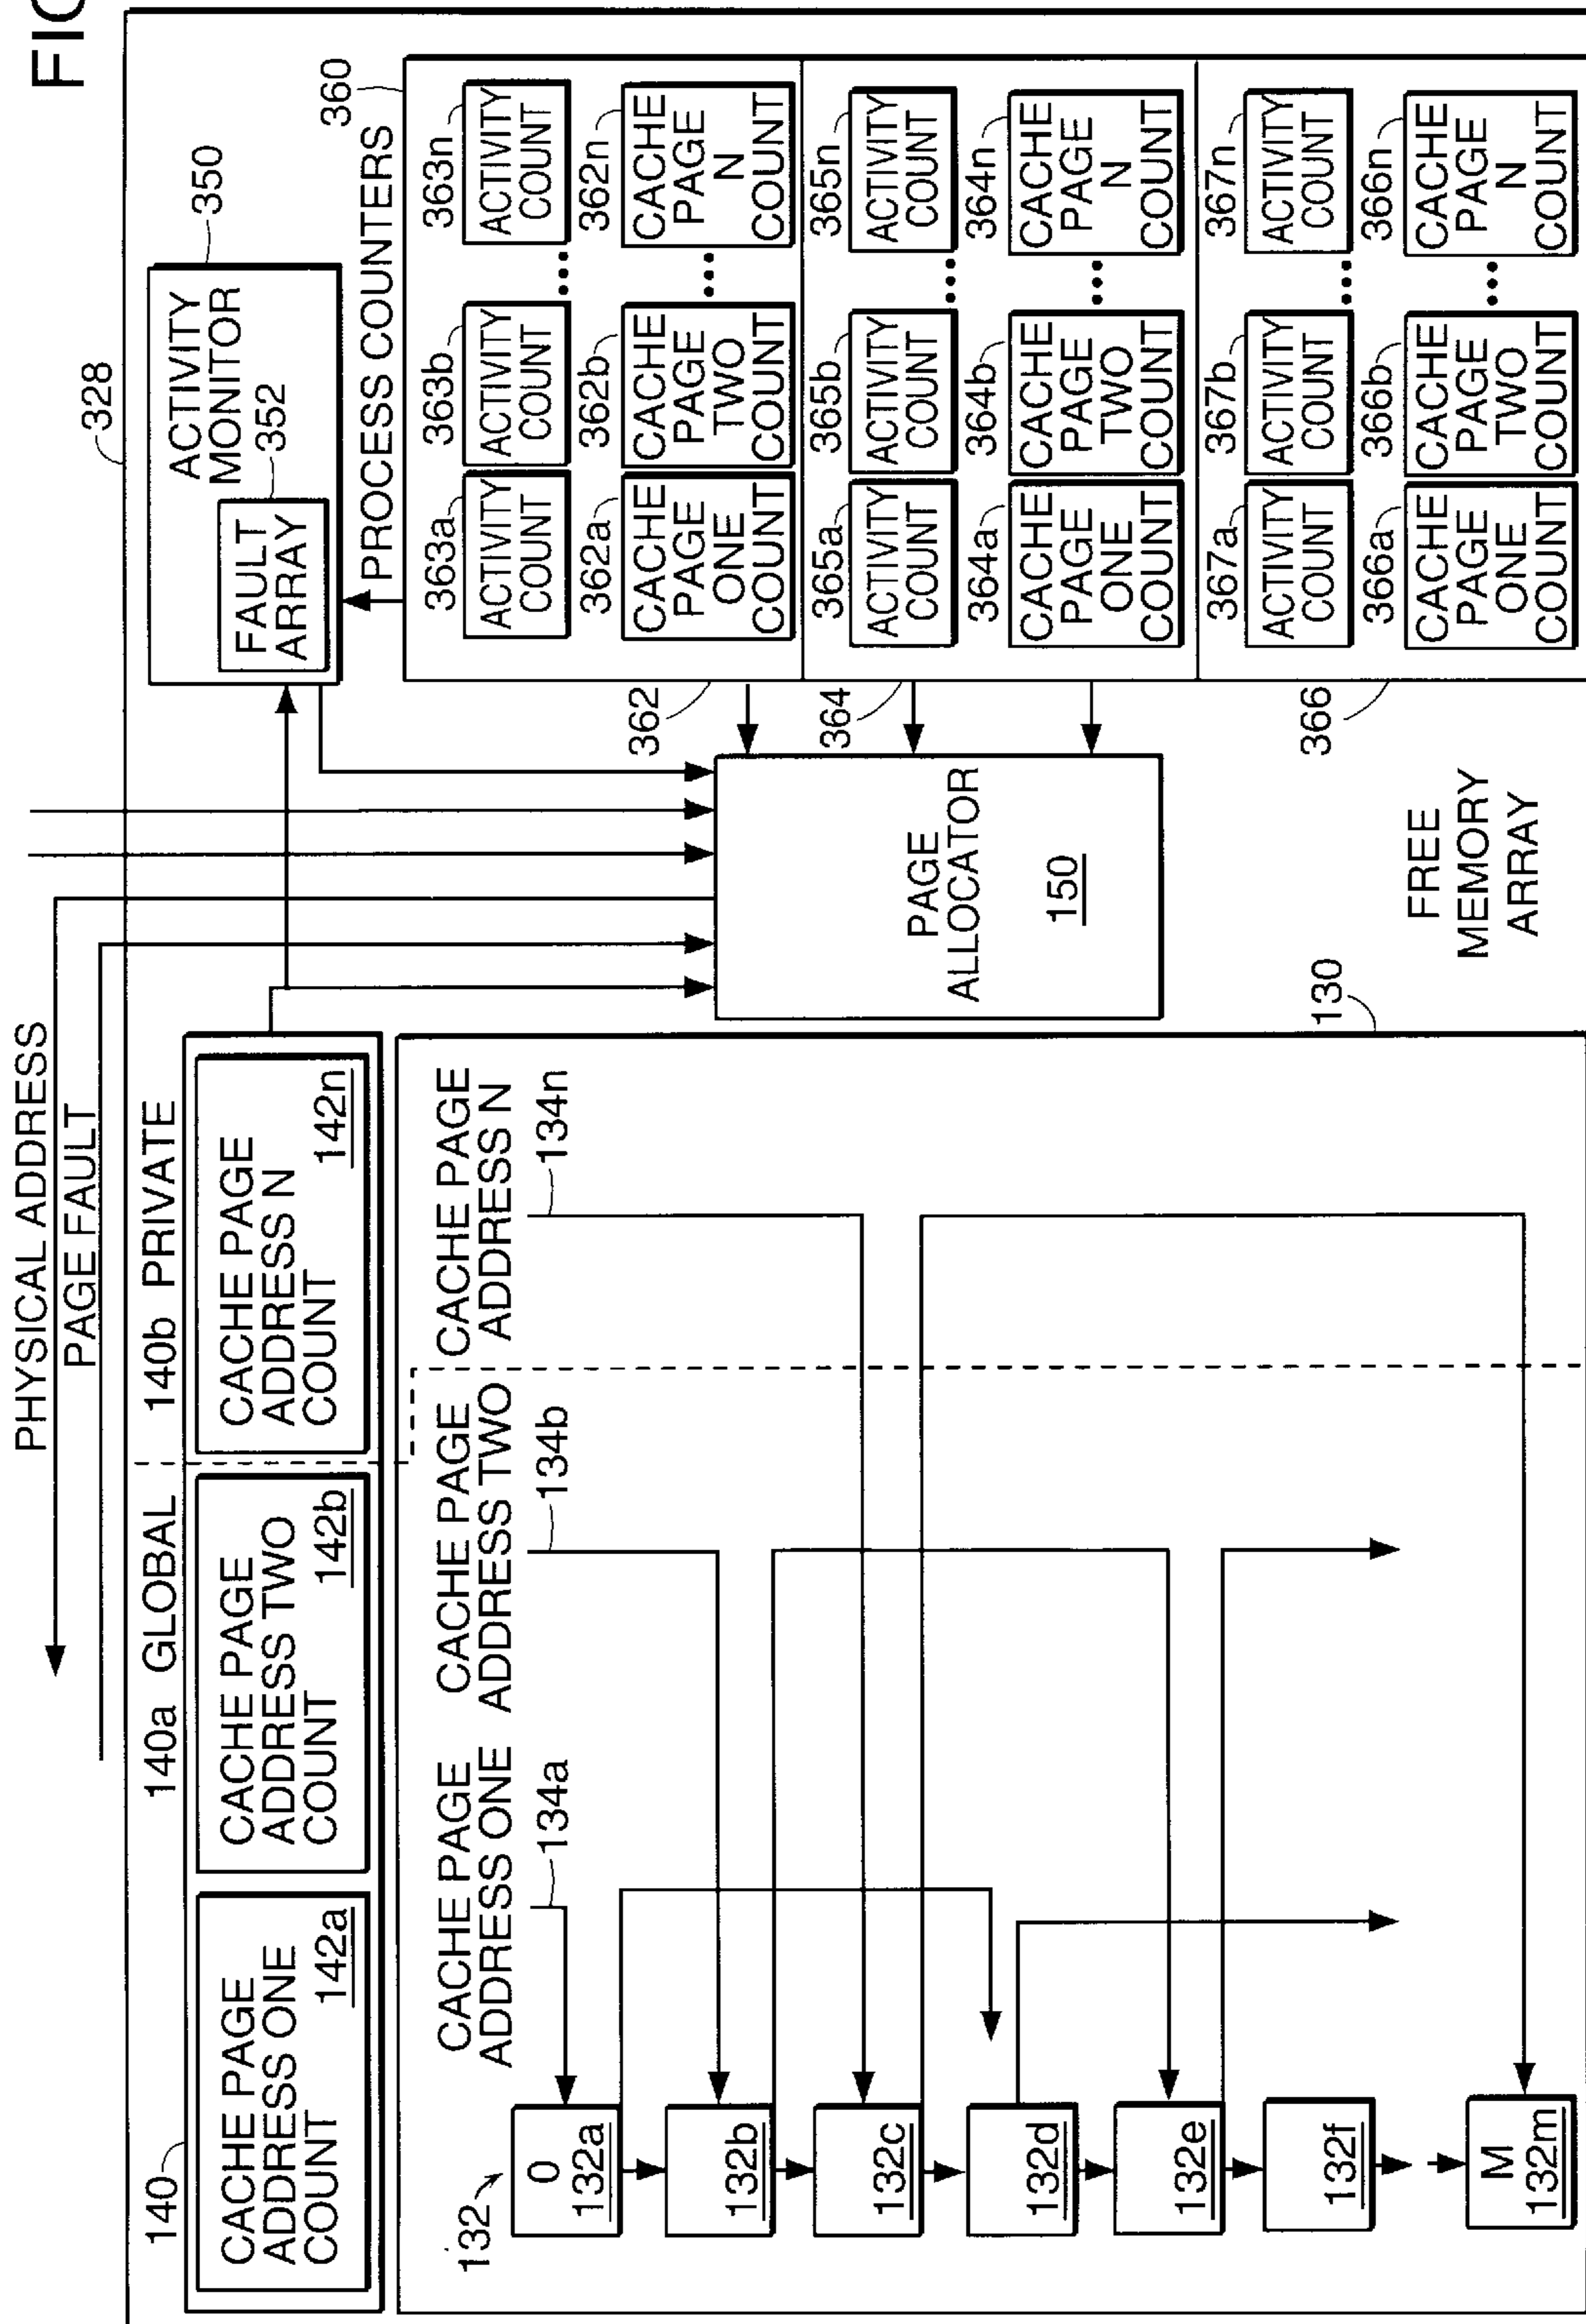 FIG
328
PHYSICAL ADDRESS
PAGE FAULT
140
140a GLOBAL
140b PRIVATE
CACHE PAGE
ADDRESS ONE
COUNT
142a
CACHE PAGE
ADDRESS TWO
COUNT
142b
CACHE PAGE
ADDRESS N
COUNT
142n
ACTIVITY
MONITOR
350
FAULT
ARRAY
352
PROCESS COUNTERS
360
363a
ACTIVITY
COUNT
363b
ACTIVITY
COUNT
363n
ACTIVITY
COUNT
362a
CACHE
PAGE
ONE
COUNT
362b
CACHE
PAGE
TWO
COUNT
362n
CACHE
PAGE
N
COUNT
362
365a
ACTIVITY
COUNT
365b
ACTIVITY
COUNT
365n
ACTIVITY
COUNT
364a
CACHE
PAGE
ONE
COUNT
364b
CACHE
PAGE
TWO
COUNT
364n
CACHE
PAGE
N
COUNT
364
367a
ACTIVITY
COUNT
367b
ACTIVITY
COUNT
367n
ACTIVITY
COUNT
366a
CACHE
PAGE
ONE
COUNT
366b
CACHE
PAGE
TWO
COUNT
366n
CACHE
PAGE
N
COUNT
366
PAGE
ALLOCATOR
150
FREE
MEMORY
ARRAY
130
CACHE PAGE
ADDRESS ONE
134a
CACHE PAGE
ADDRESS TWO
134b
CACHE PAGE
ADDRESS N
134n
132
0
132a
132b
132c
132d
132e
132f
M
132m